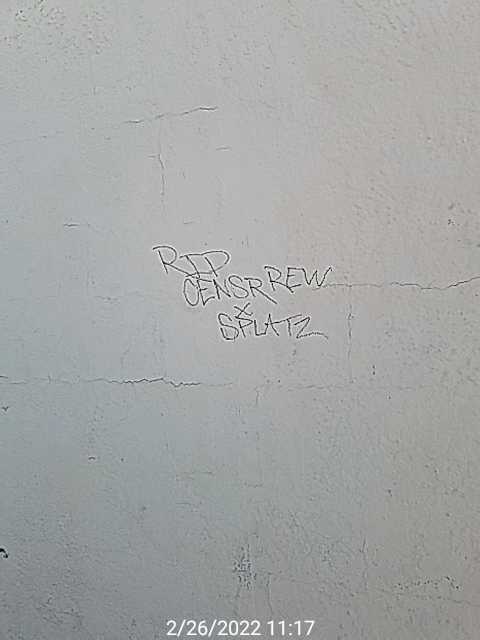 RIP
CENSR REW
X
SPLATZ
2/26/2022 11:17